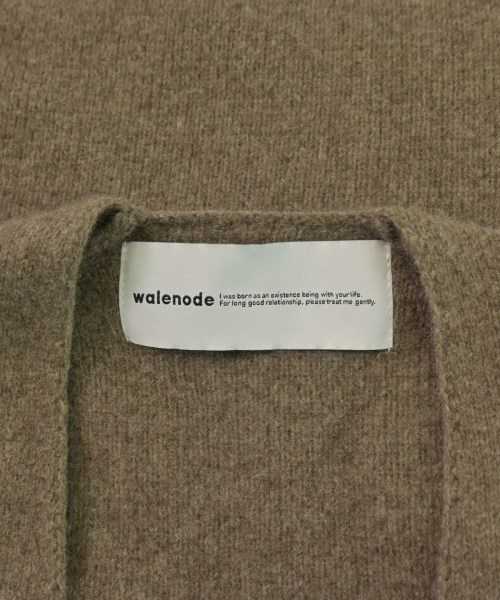 walenode
I was born as an existence being with your life.
For long good relationship, please treat me gently.